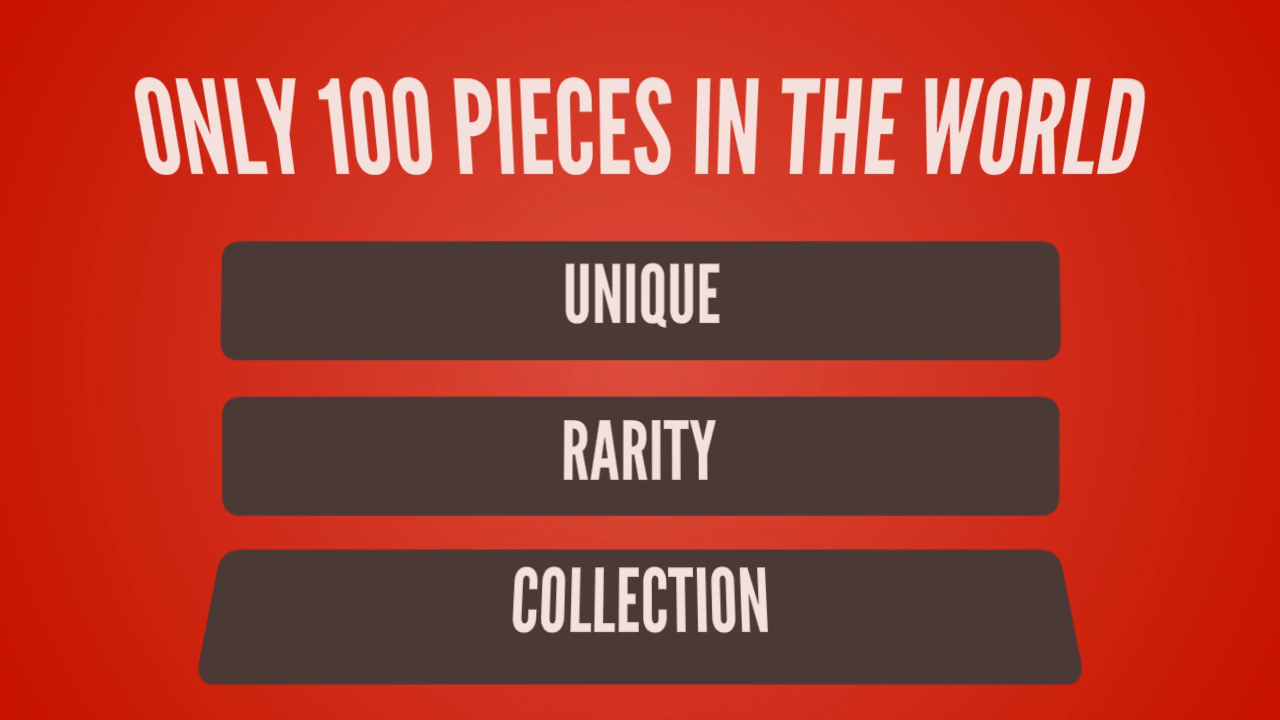 ONLY 100 PIECES IN THE WORLD
UNIQUE
RARITY
COLLECTION